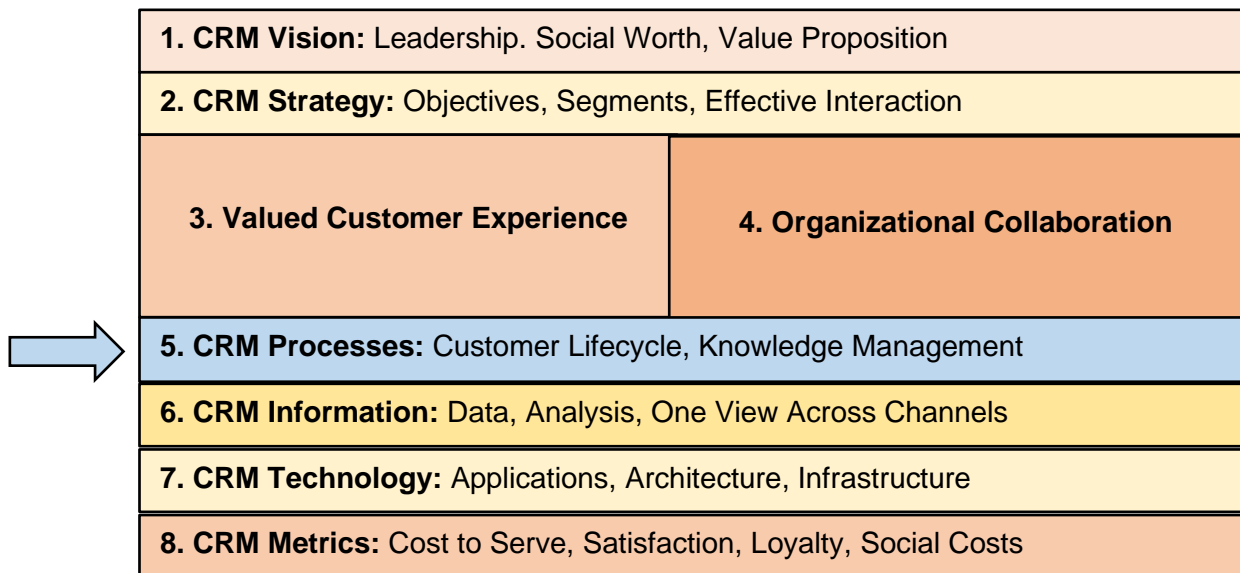 1. CRM Vision: Leadership. Social Worth, Value Proposition
2. CRM Strategy: Objectives, Segments, Effective Interaction
3. Valued Customer Experience
4. Organizational Collaboration
5. CRM Processes: Customer Lifecycle, Knowledge Management
6. CRM Information: Data, Analysis, One View Across Channels
7. CRM Technology: Applications, Architecture, Infrastructure
8. CRM Metrics: Cost to Serve, Satisfaction, Loyalty, Social Costs